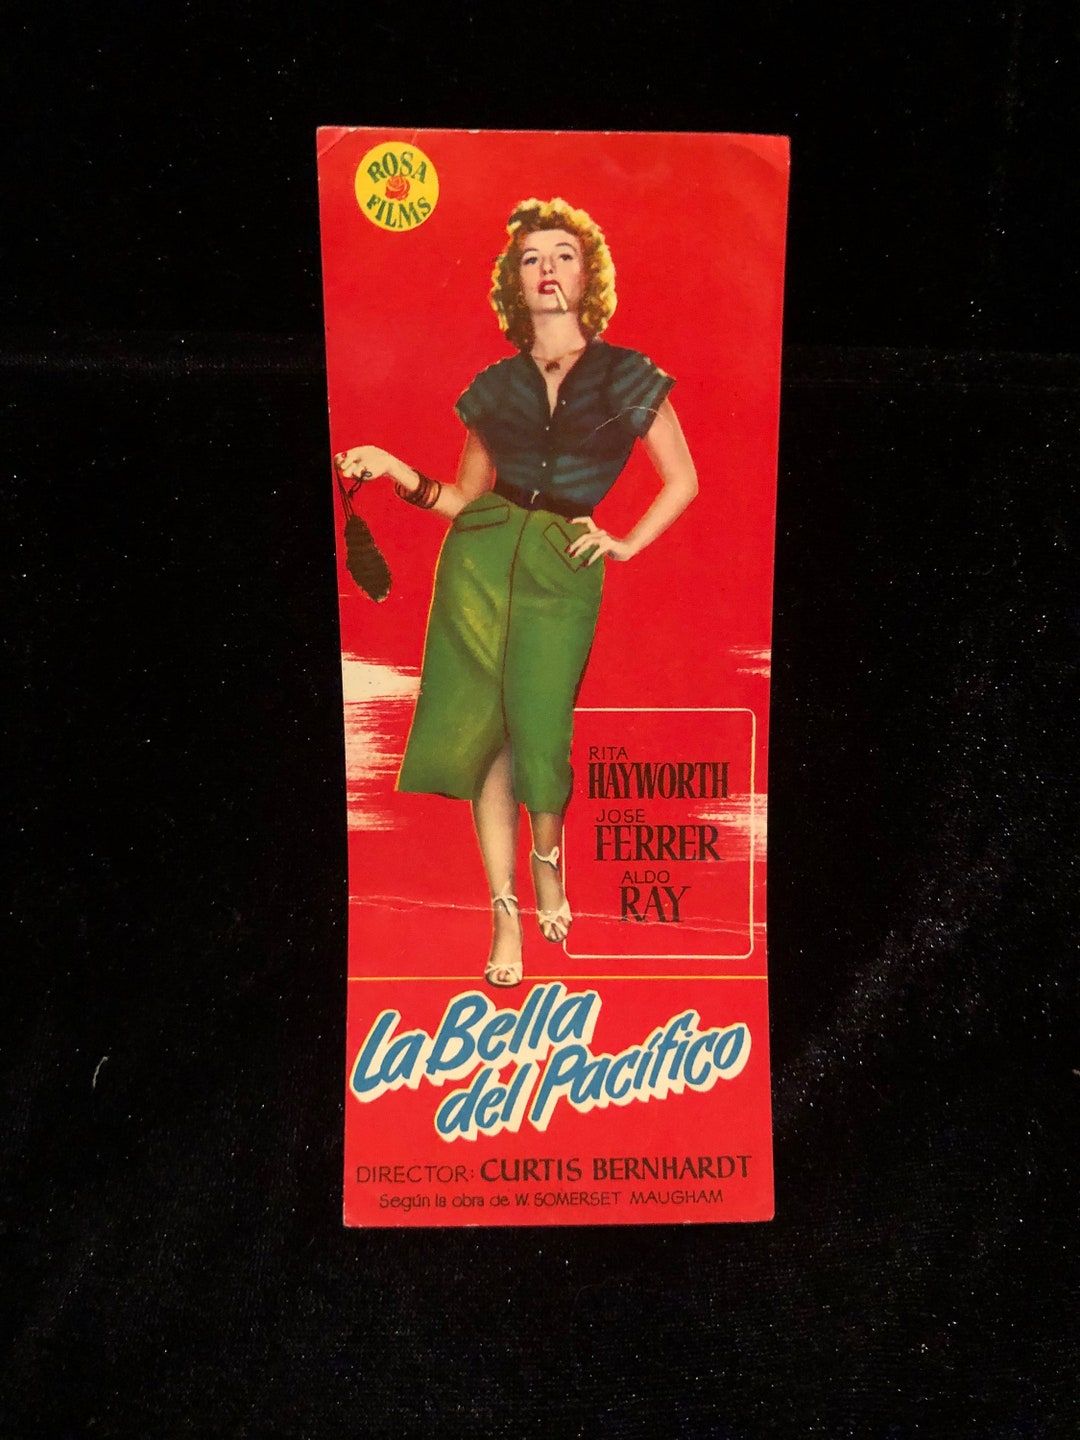 ROSA
FILMS
RITA
HAYWORTH
JOSE
FERRER
ALDO
RAY
La Bella
del Pacífico
DIRECTOR: CURTIS BERNHARDT
Según la obra de W. SOMERSET MAUGHAM